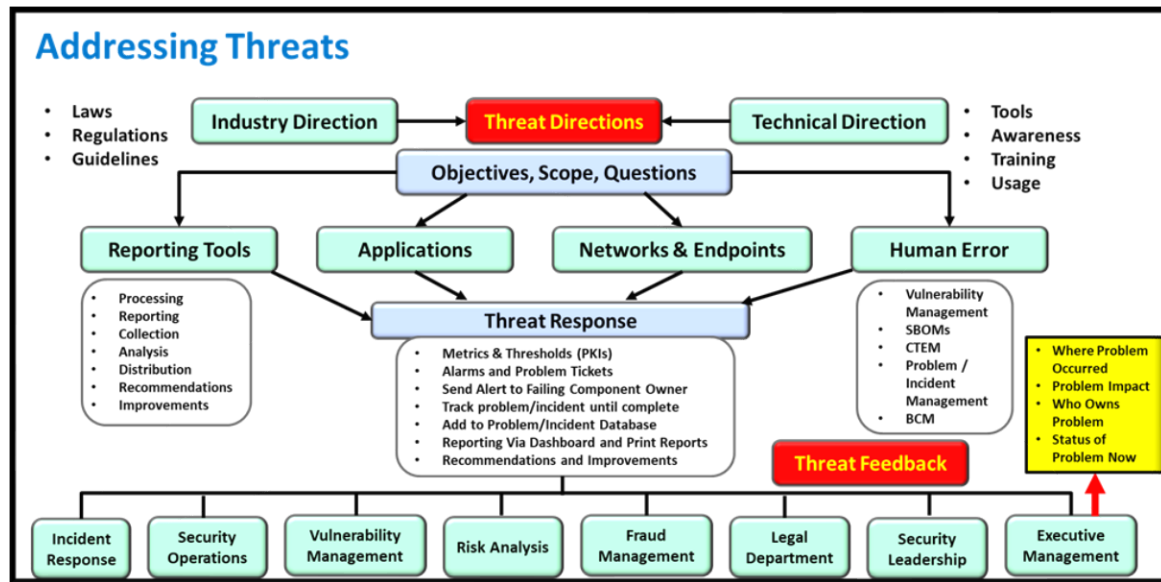 Addressing Threats
• Laws
• Regulations
• Guidelines
Industry Direction
Threat Directions
Technical Direction
• Tools
• Awareness
• Training
• Usage
Objectives, Scope, Questions
Reporting Tools
Applications
Networks & Endpoints
Human Error
• Processing
• Reporting
• Collection
• Analysis
• Distribution
• Recommendations
• Improvements
Threat Response
• Metrics & Thresholds (PKIs)
• Alarms and Problem Tickets
• Send Alert to Failing Component Owner
• Track problem/incident until complete
• Add to Problem/Incident Database
• Reporting Via Dashboard and Print Reports
• Recommendations and Improvements
• Vulnerability
Management
• SBOMs
• CTEM
• Problem /
Incident
Management
• BCM
• Where Problem
Occurred
• Problem Impact
• Who Owns
Problem
• Status of
Problem Now
Threat Feedback
Incident
Response
Security
Operations
Vulnerability
Management
Risk Analysis
Fraud
Management
Legal
Department
Security
Leadership
Executive
Management